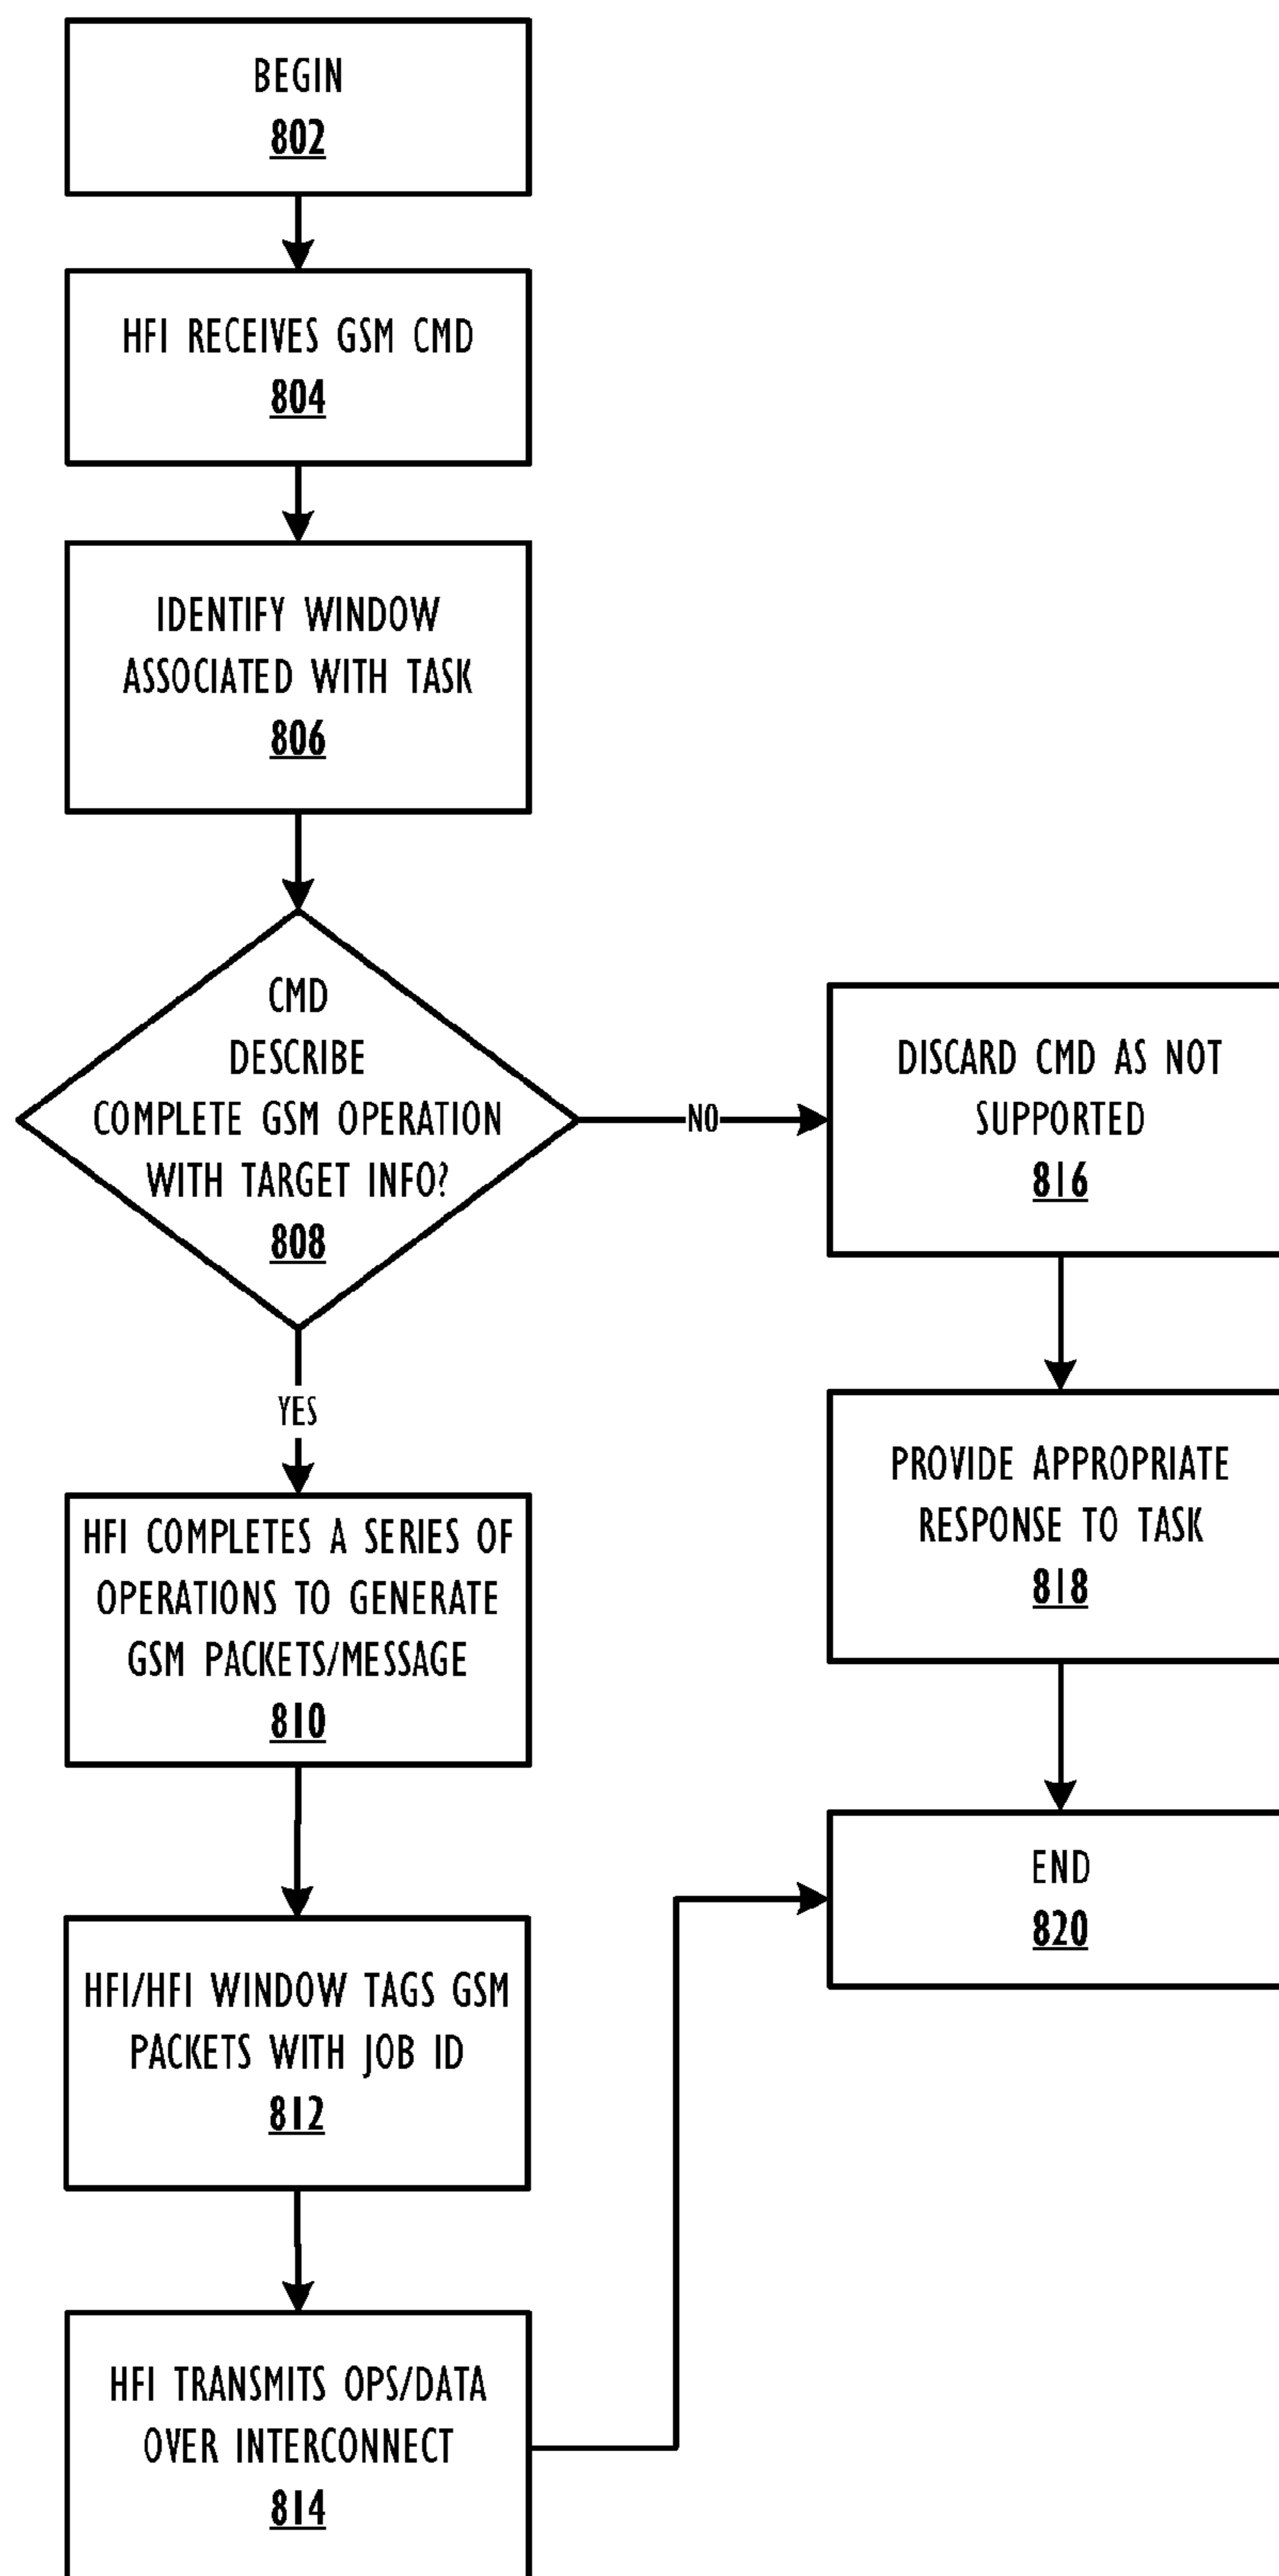 BEGIN
802
HFI RECEIVES GSM CMD
804
IDENTIFY WINDOW
ASSOCIATED WITH TASK
806
CMD
DESCRIBE
COMPLETE GSM OPERATION
WITH TARGET INFO?
808
NO
DISCARD CMD AS NOT
SUPPORTED
816
YES
PROVIDE APPROPRIATE
RESPONSE TO TASK
818
HFI COMPLETES A SERIES OF
OPERATIONS TO GENERATE
GSM PACKETS/MESSAGE
810
END
820
HFI/HFI WINDOW TAGS GSM
PACKETS WITH JOB ID
812
HFI TRANSMITS OPS/DATA
OVER INTERCONNECT
814